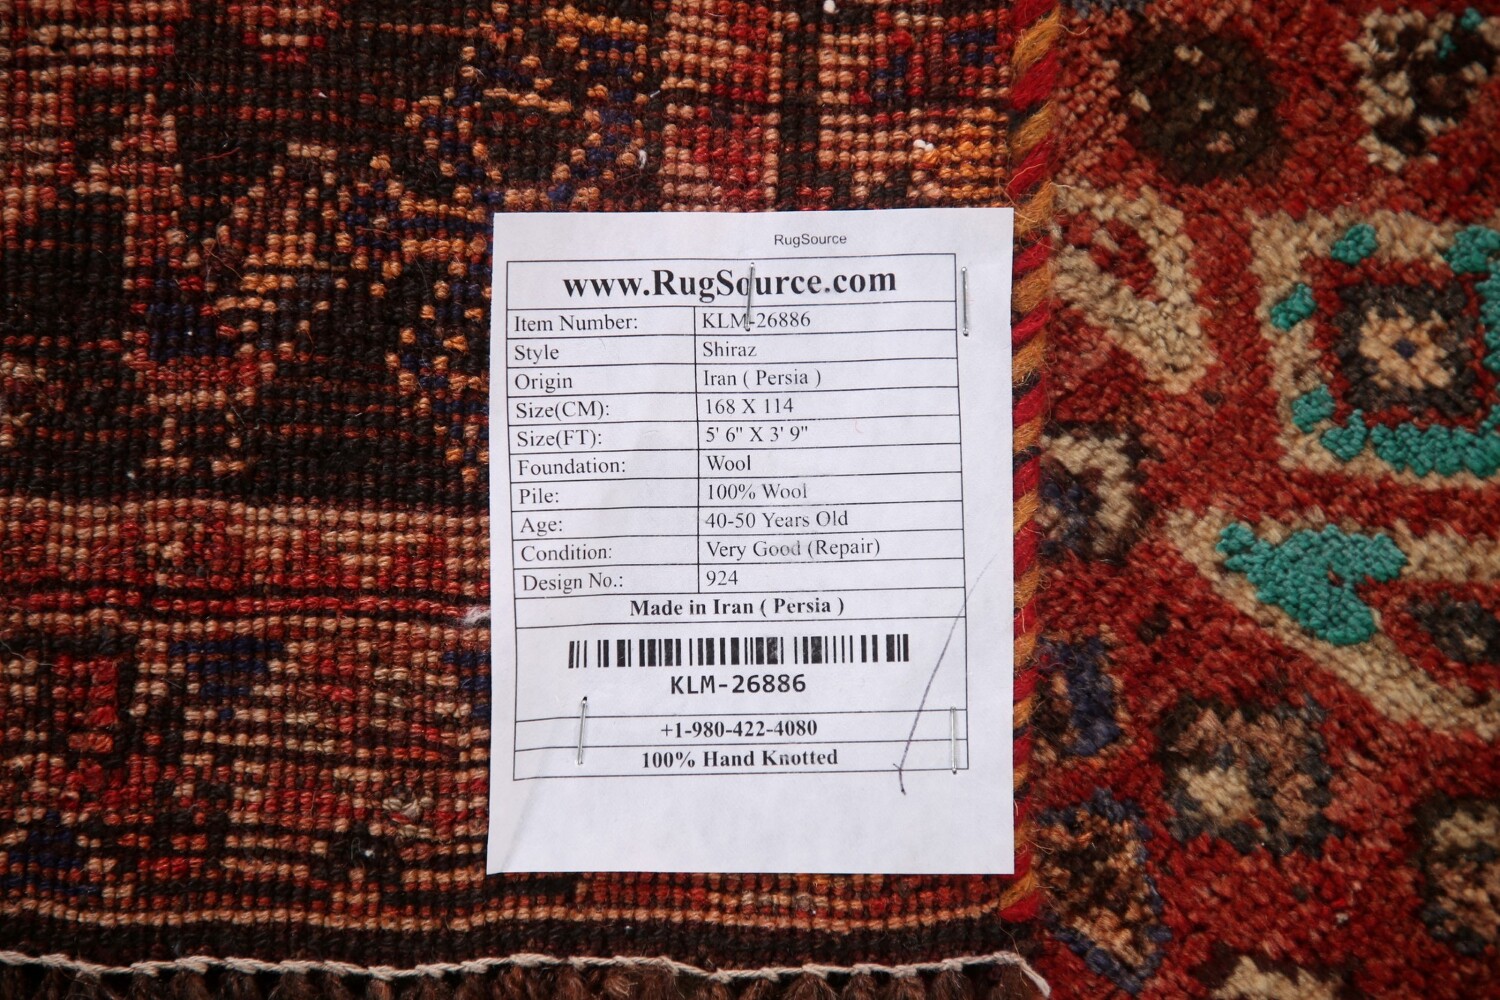 RugSource
www.RugSource.com
Item Number: KLM-26886
Style Shiraz
Origin Iran ( Persia )
Size(CM): 168 X 114
Size(FT): 5' 6" X 3' 9"
Foundation: Wool
Pile: 100% Wool
Age: 40-50 Years Old
Condition: Very Good (Repair)
Design No.: 924
Made in Iran ( Persia )
KLM-26886
+1-980-422-4080
100% Hand Knotted